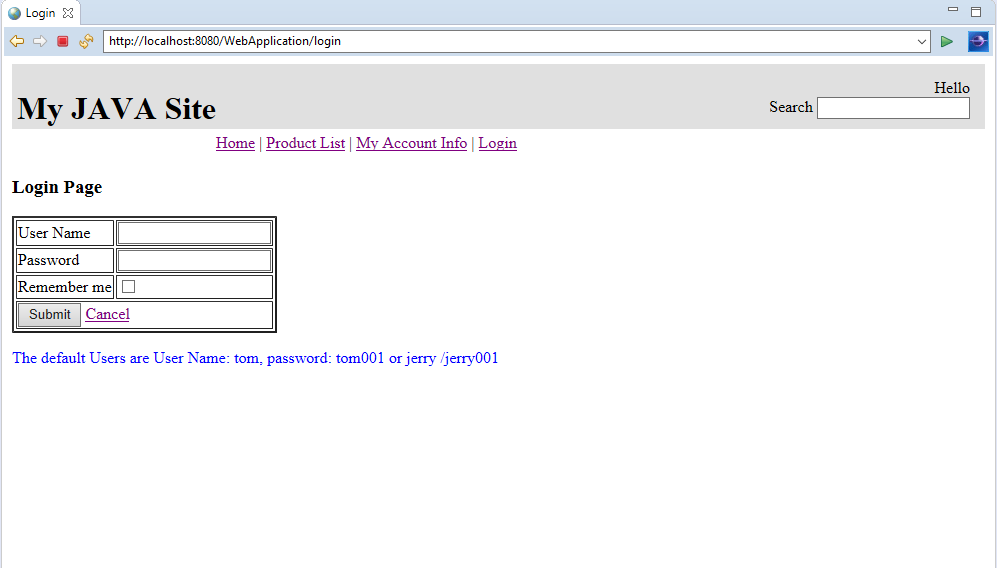 Login
http://localhost:8080/WebApplication/login
Hello
My JAVA Site
Search
Home | Product List | My Account Info | Login
Login Page
User Name
Password
Remember me
Submit Cancel
The default Users are User Name: tom, password: tom001 or jerry /jerry001